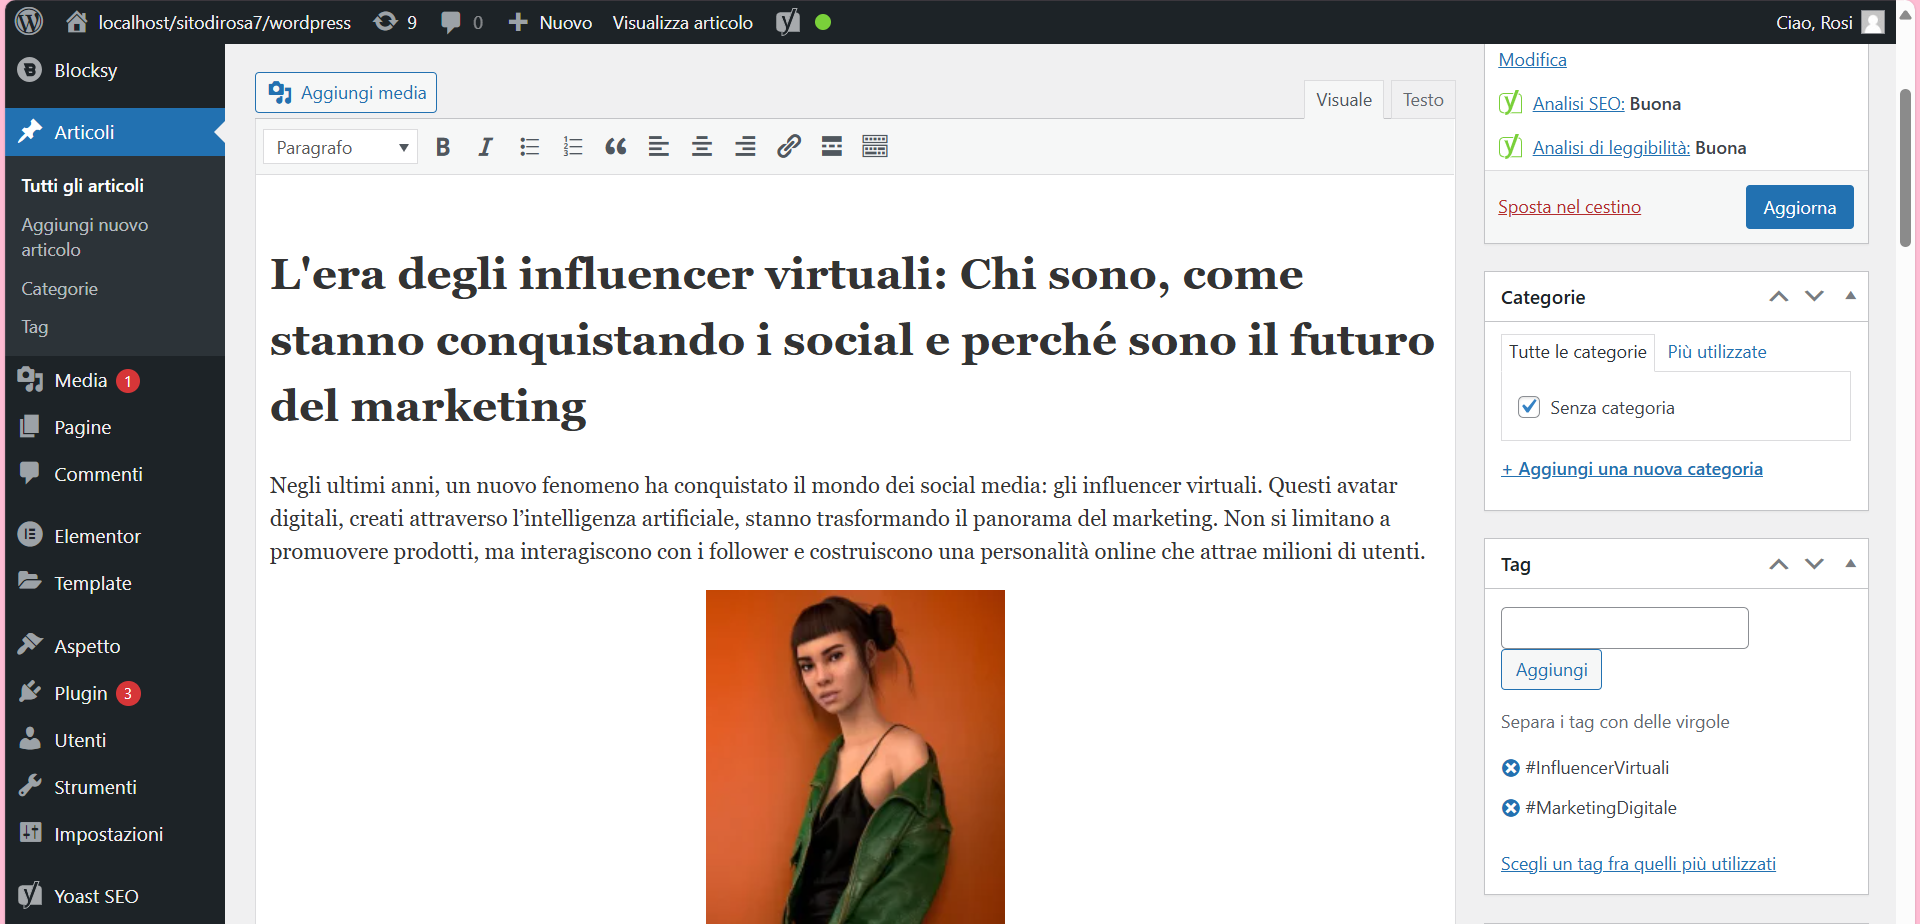 localhost/sitodirosa7/wordpress 9 0 Nuovo Visualizza articolo Ciao, Rosi
Blocksy
Articoli
Tutti gli articoli
Aggiungi nuovo
articolo
Categorie
Tag
Media 1
Pagine
Commenti
Elementor
Template
Aspetto
Plugin 3
Utenti
Strumenti
Impostazioni
Yoast SEO
Aggiungi media
Visuale Testo
Paragrafo
L'era degli influencer virtuali: Chi sono, come
stanno conquistando i social e perché sono il futuro
del marketing
Negli ultimi anni, un nuovo fenomeno ha conquistato il mondo dei social media: gli influencer virtuali. Questi avatar
digitali, creati attraverso l’intelligenza artificiale, stanno trasformando il panorama del marketing. Non si limitano a
promuovere prodotti, ma interagiscono con i follower e costruiscono una personalità online che attrae milioni di utenti.
Modifica
Analisi SEO: Buona
Analisi di leggibilità: Buona
Sposta nel cestino
Aggiorna
Categorie
Tutte le categorie Più utilizzate
Senza categoria
+ Aggiungi una nuova categoria
Tag
Aggiungi
Separa i tag con delle virgole
#InfluencerVirtuali
#MarketingDigitale
Scegli un tag fra quelli più utilizzati